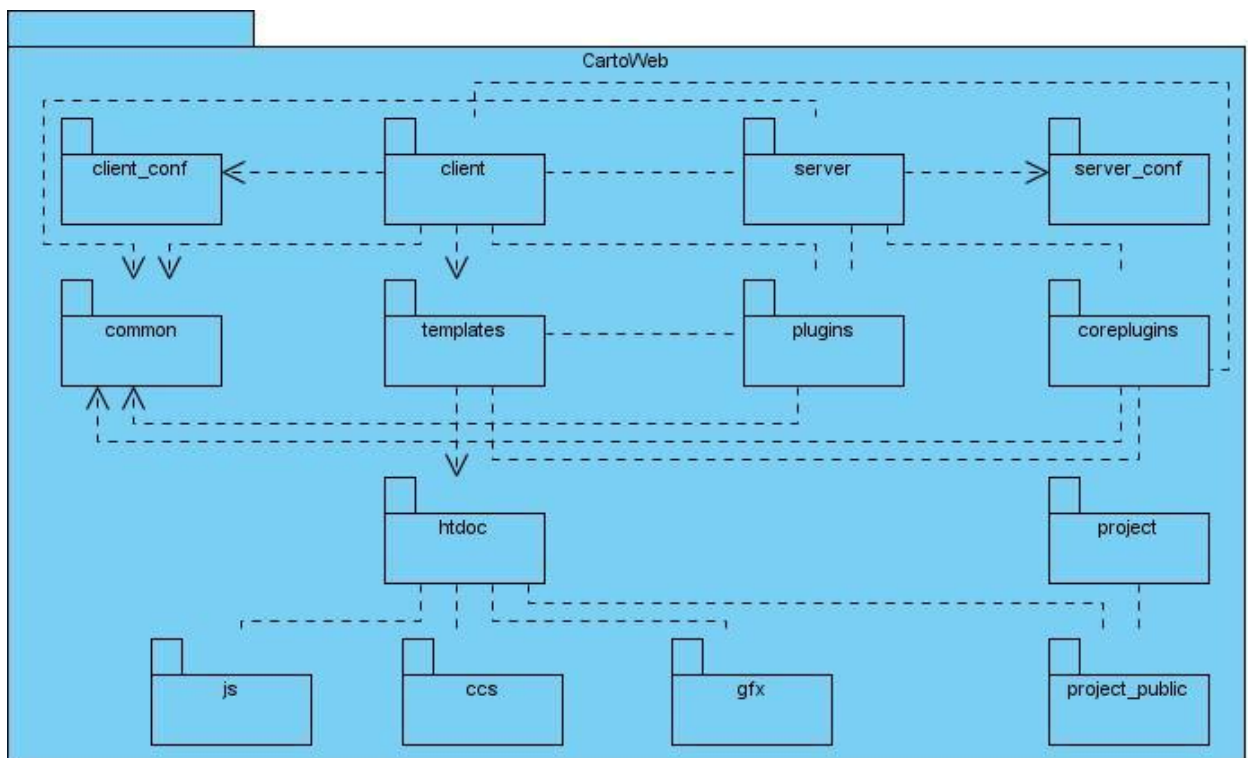 CartoWeb
client_conf
client
server
server_conf
common
templates
plugins
coreplugins
htdoc
project
js
ccs
gfx
project_public